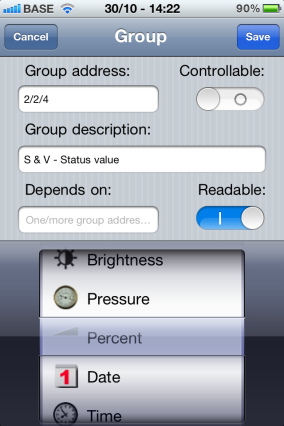 BASE 30/10 - 14:22 90%
Cancel Group Save
Group address: Controllable:
2/2/4
Group description:
S & V - Status value
Depends on: Readable:
One/more group addres...
Brightness
Pressure
Percent
1 Date
Time